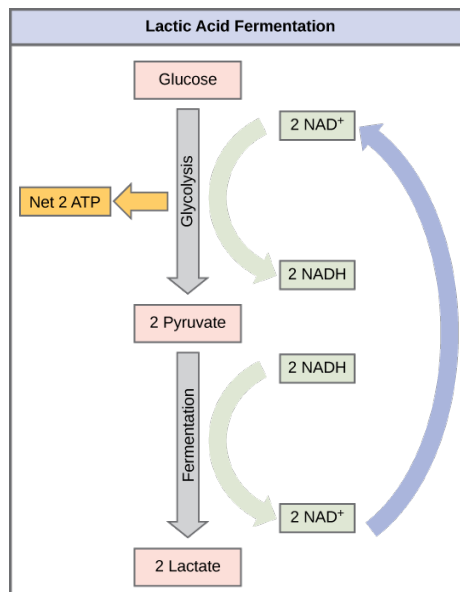 Lactic Acid Fermentation
Glucose
2 NAD⁺
Glycolysis
Net 2 ATP
2 NADH
2 Pyruvate
2 NADH
Fermentation
2 NAD⁺
2 Lactate